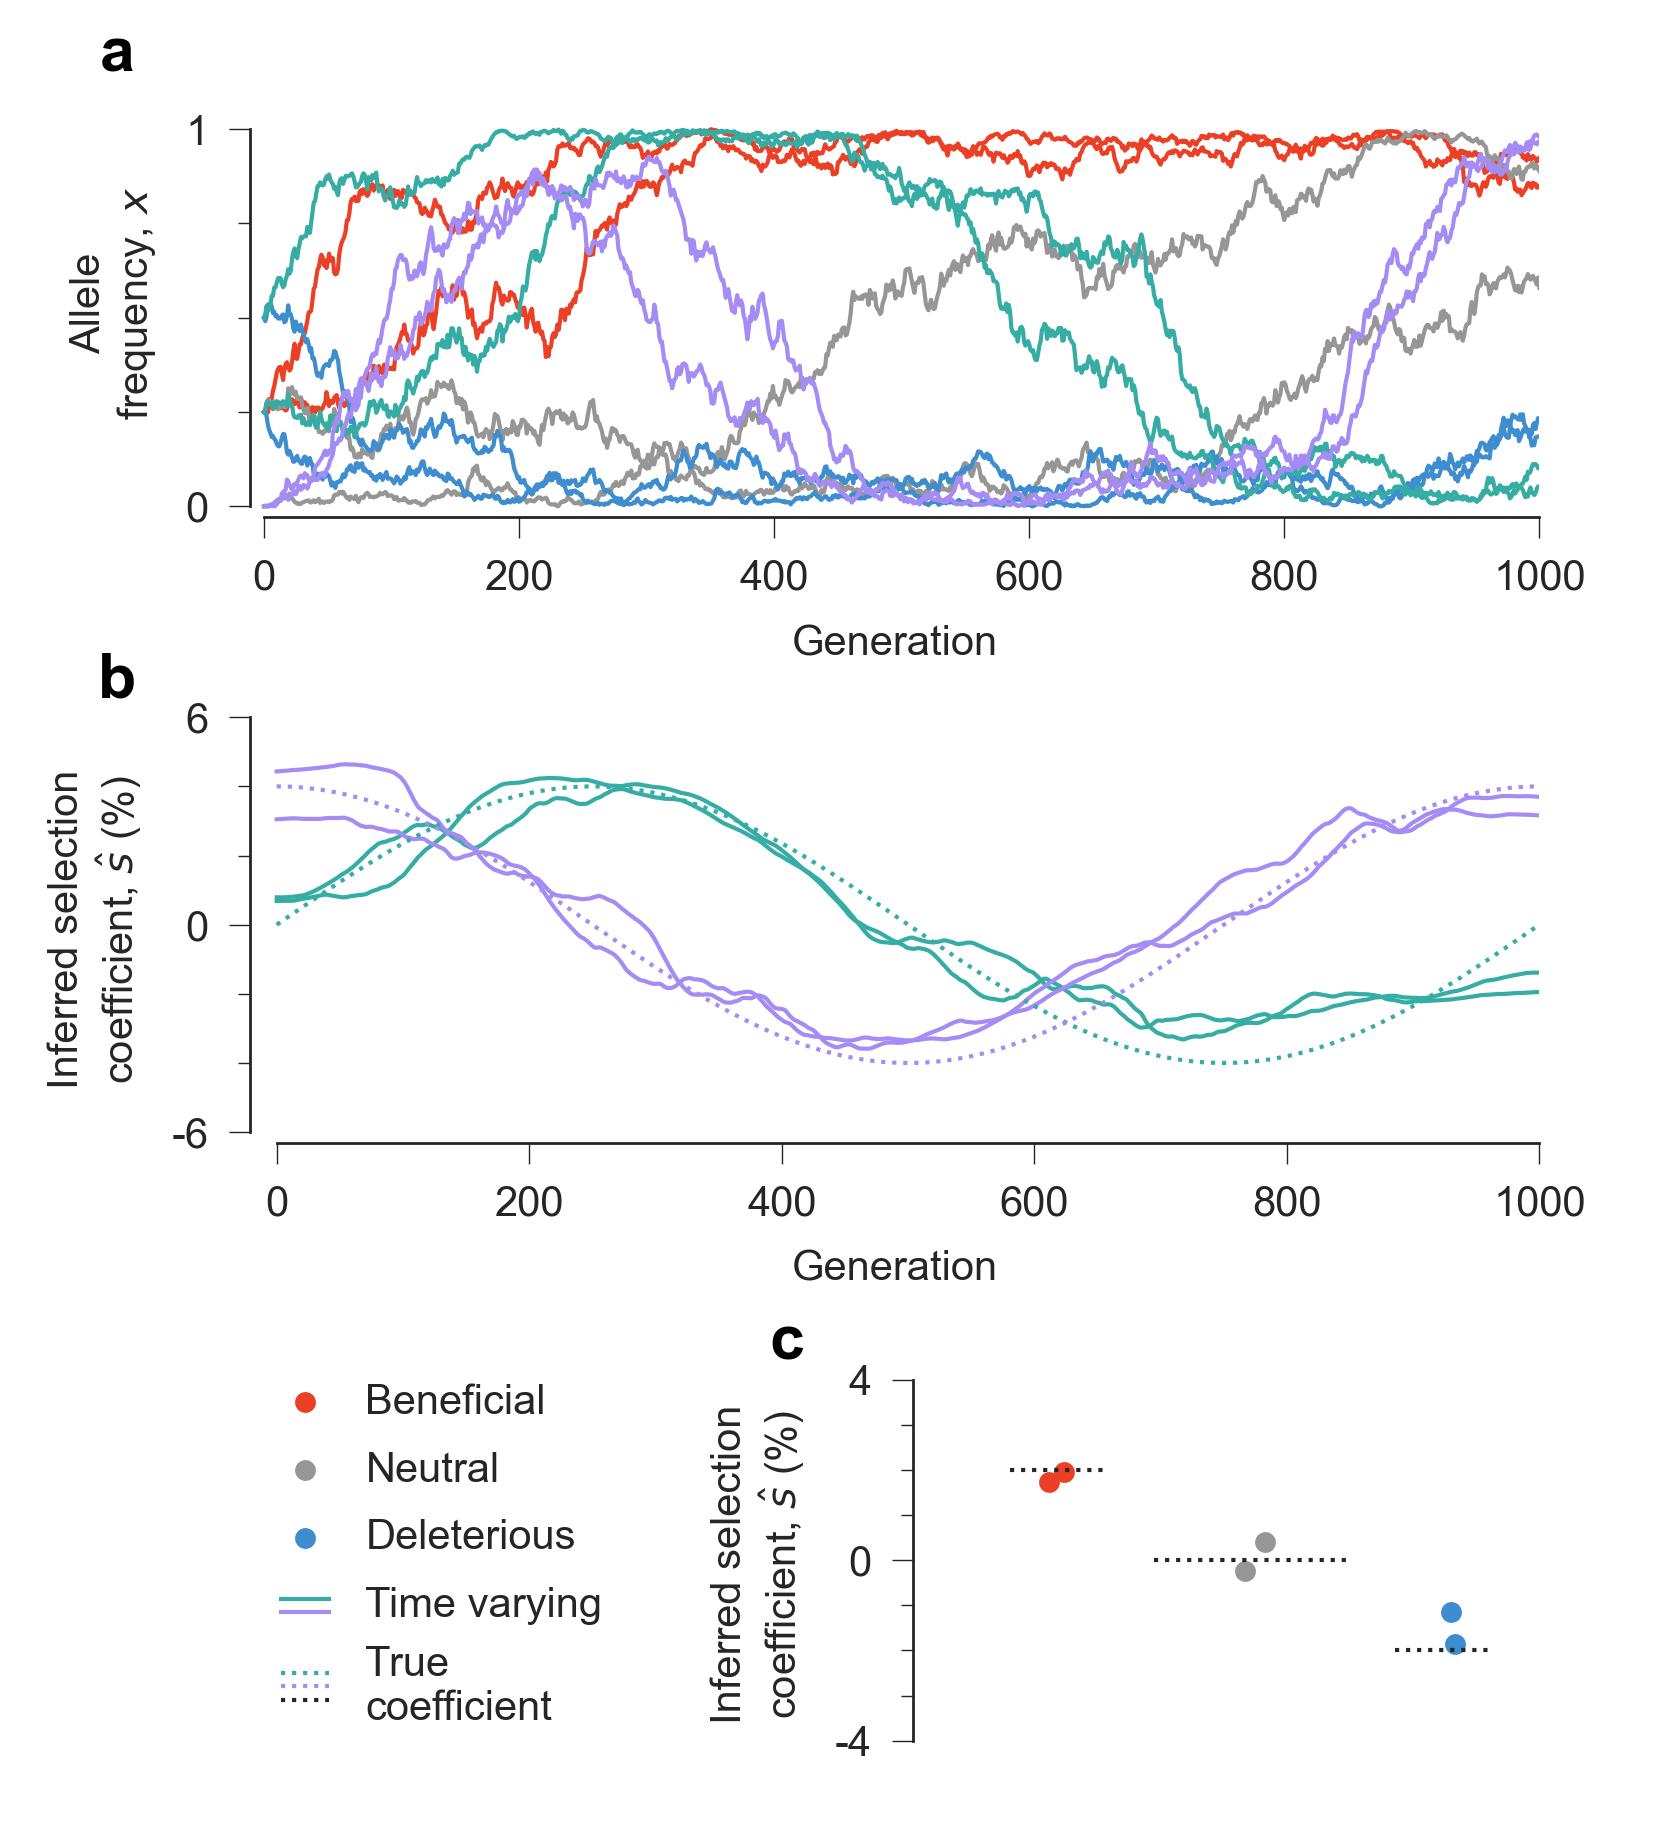 a
1
0
Allele
frequency, x
0 200 400 600 800 1000
Generation
b
6
0
-6
Inferred selection
coefficient, ŝ (%)
0 200 400 600 800 1000
Generation
Beneficial
Neutral
Deleterious
Time varying
True
coefficient
c
4
0
-4
Inferred selection
coefficient, ŝ (%)